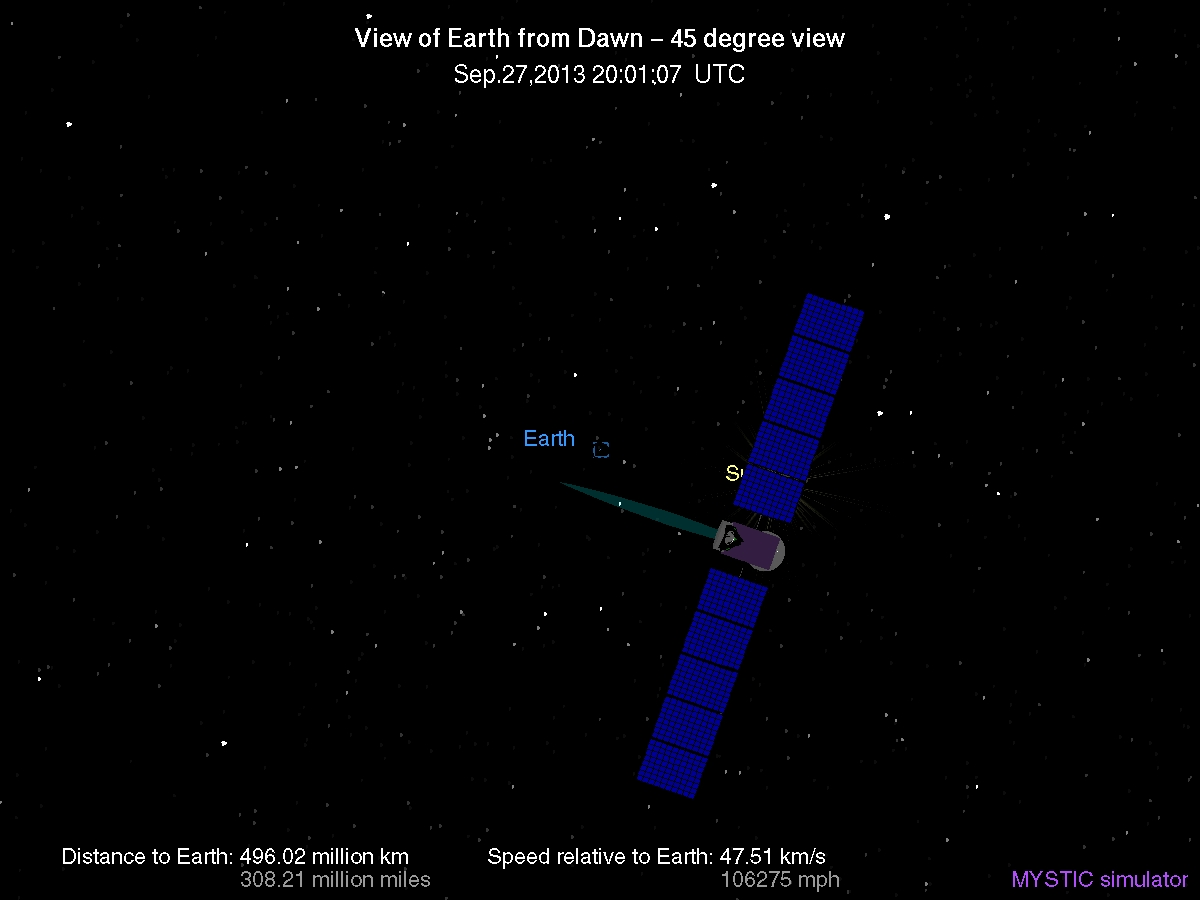 View of Earth from Dawn – 45 degree view
Sep.27,2013 20:01:07 UTC
Earth
Distance to Earth: 496.02 million km
308.21 million miles
Speed relative to Earth: 47.51 km/s
106275 mph
MYSTIC simulator